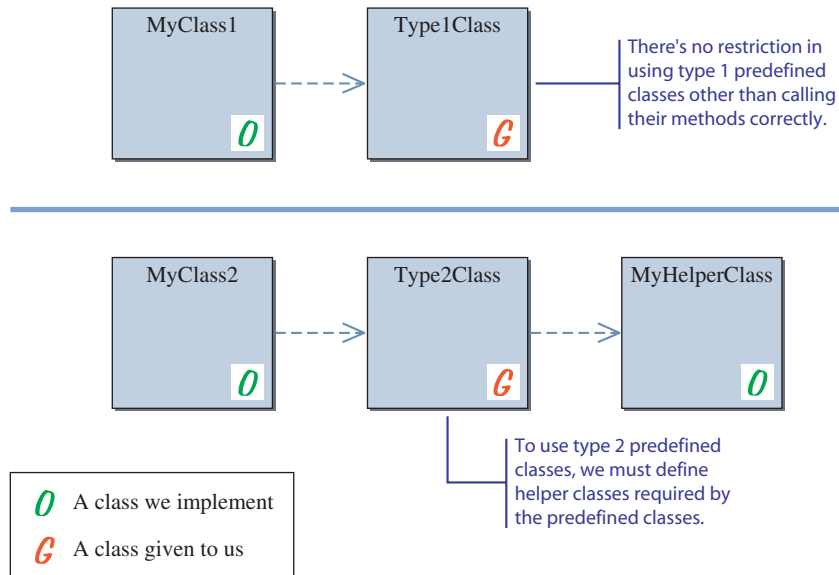 MyClass1
Type1Class
O
G
There's no restriction in
using type 1 predefined
classes other than calling
their methods correctly.
MyClass2
Type2Class
MyHelperClass
O
G
O
To use type 2 predefined
classes, we must define
helper classes required by
the predefined classes.
O A class we implement
G A class given to us